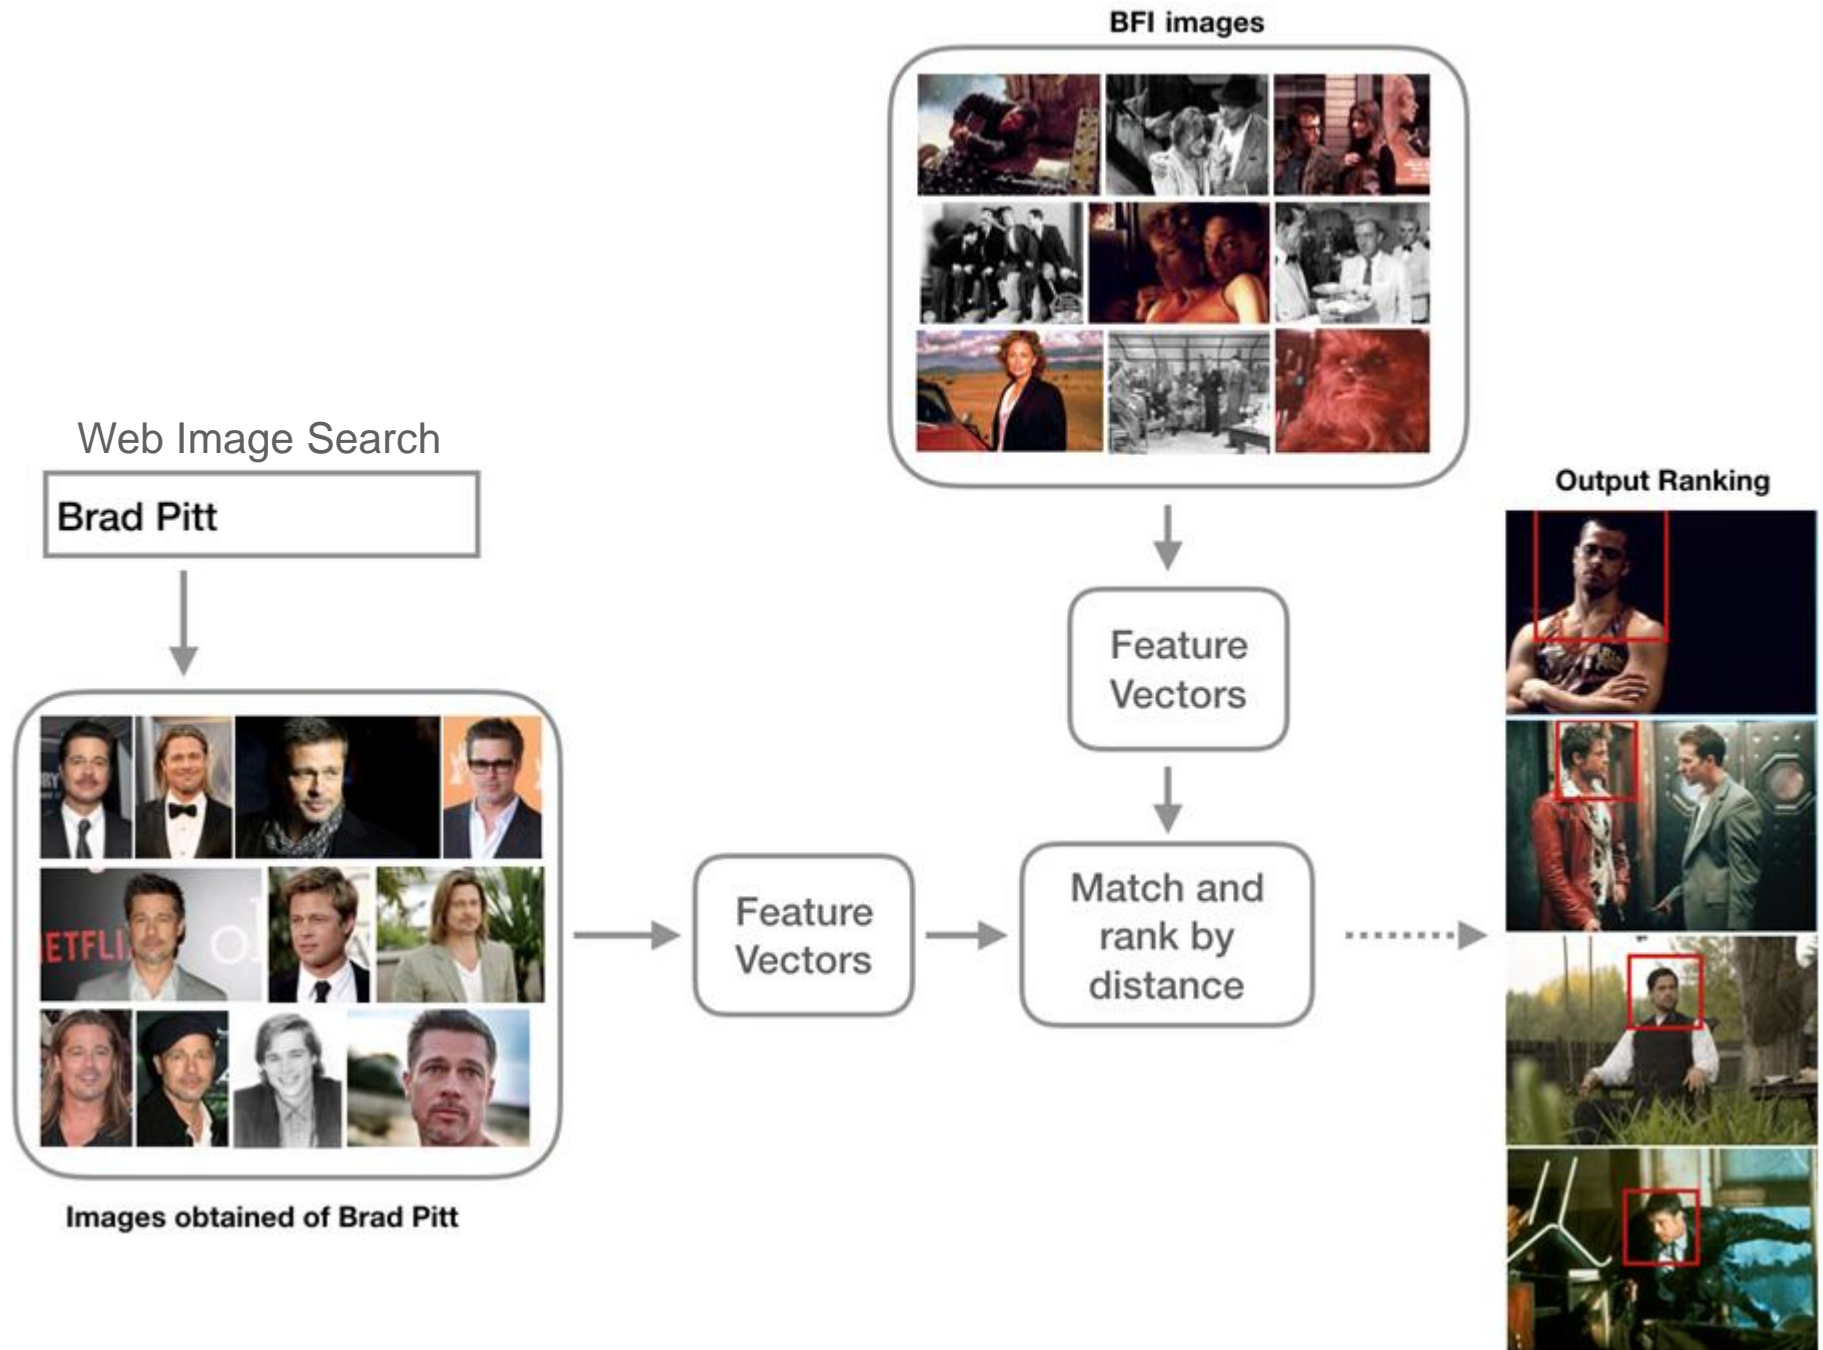 BFI images
Web Image Search
Brad Pitt
Output Ranking
Feature
Vectors
ETFLI
Feature
Vectors
Match and
rank by
distance
Images obtained of Brad Pitt